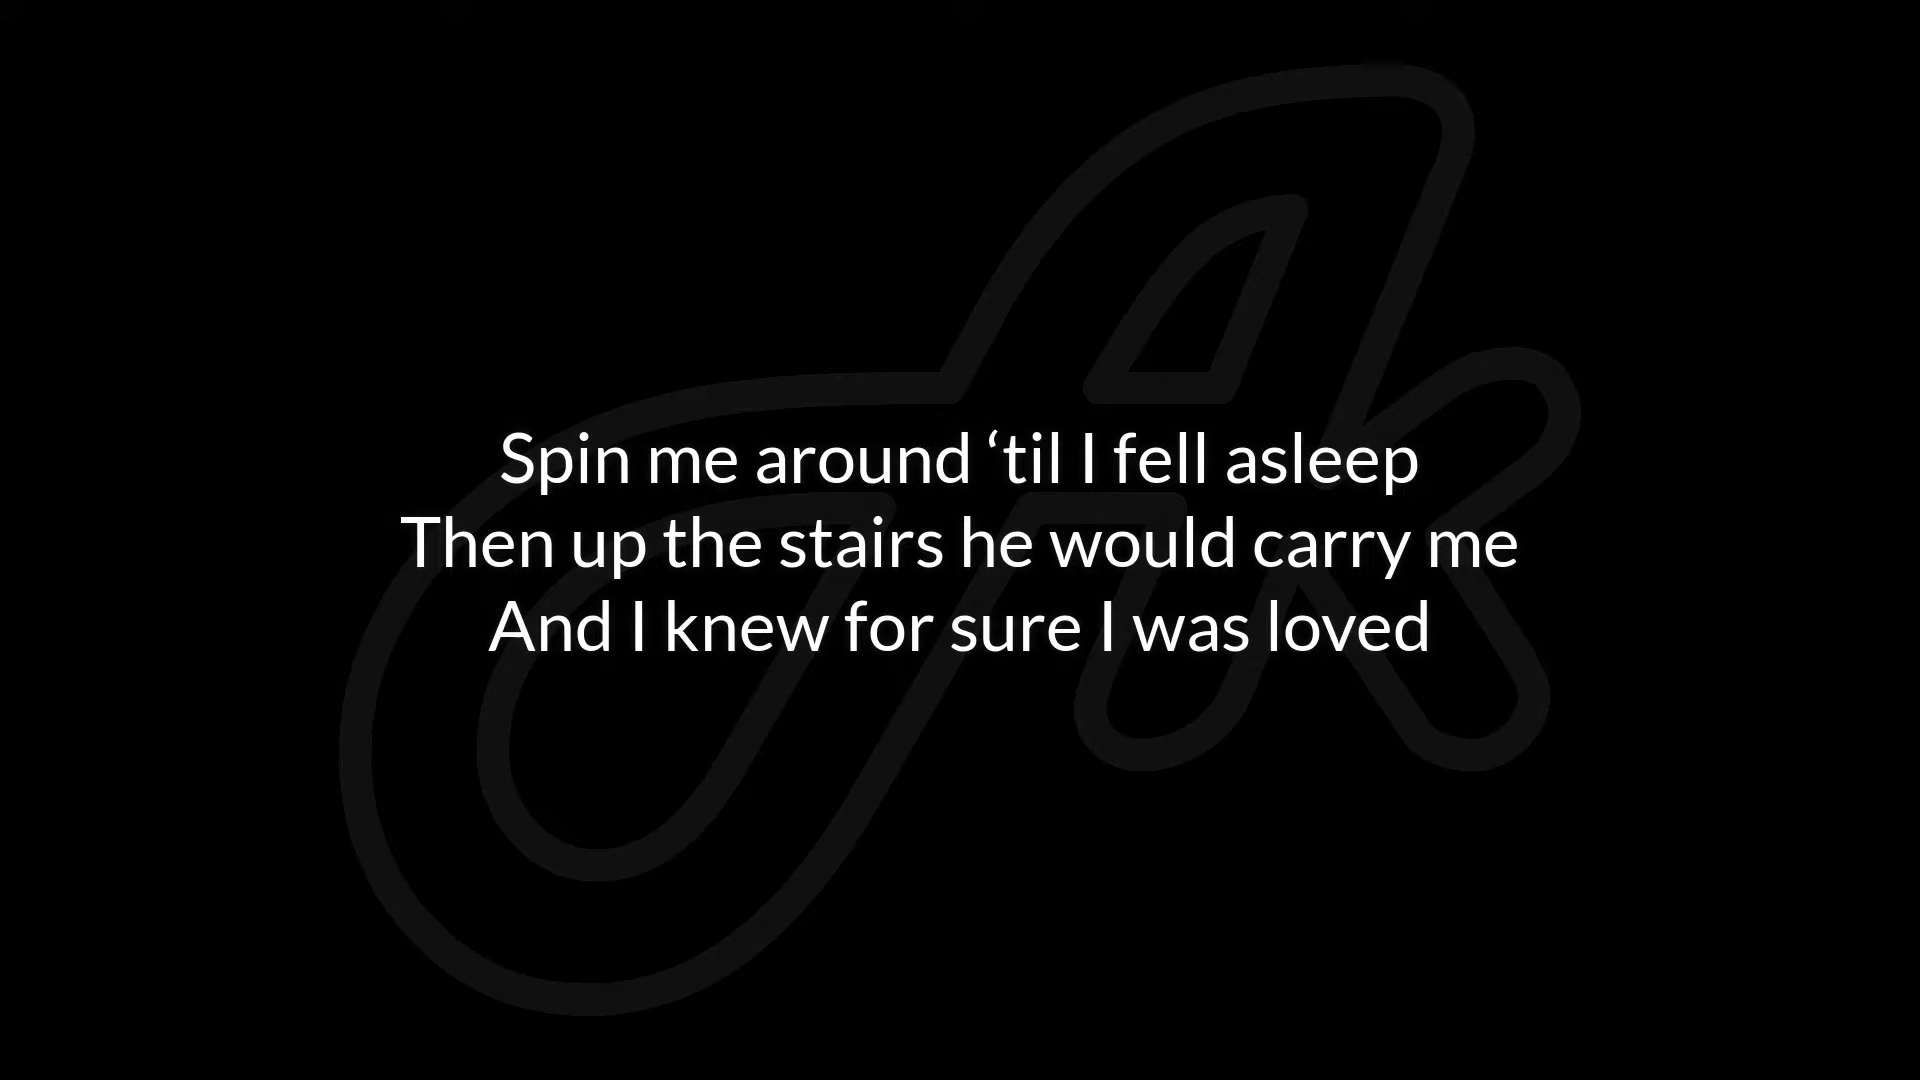 Spin me around ‘til I fell asleep
Then up the stairs he would carry me
And I knew for sure I was loved